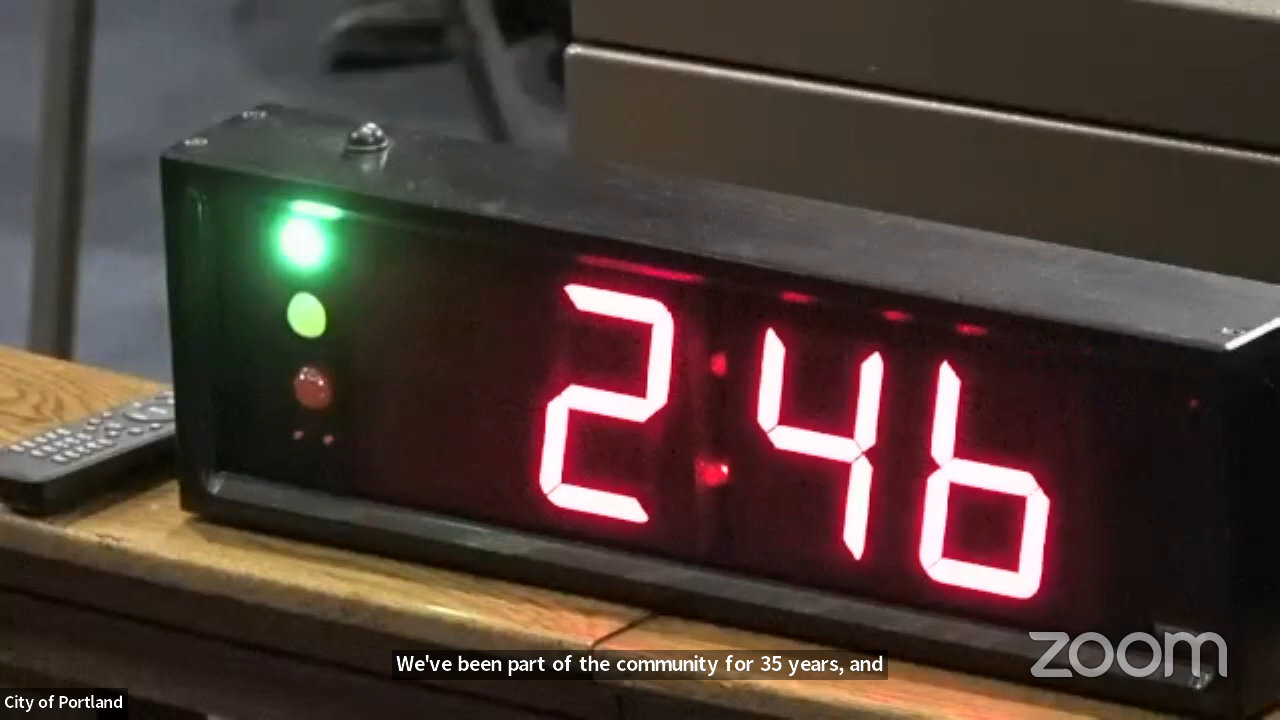 2:46
We've been part of the community for 35 years, and
zoom
City of Portland